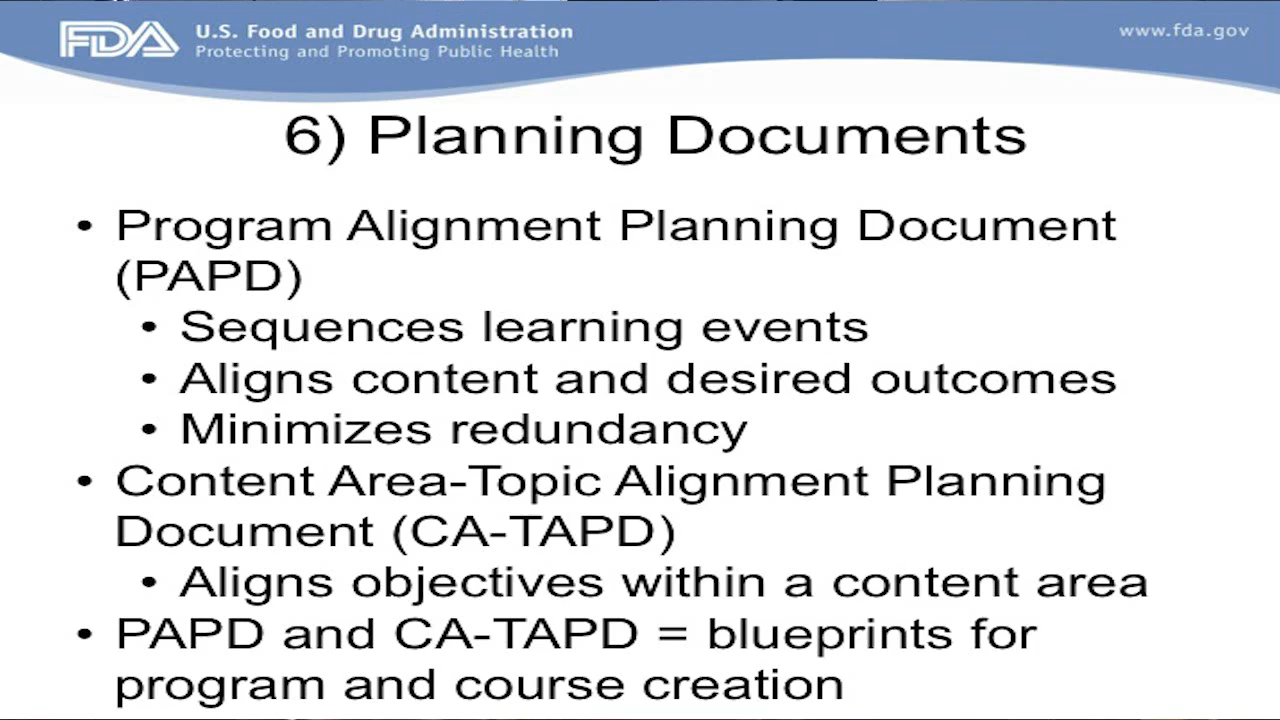 FDA
U.S. Food and Drug Administration
Protecting and Promoting Public Health
www.fda.gov
6) Planning Documents
• Program Alignment Planning Document
(PAPD)
• Sequences learning events
• Aligns content and desired outcomes
• Minimizes redundancy
• Content Area-Topic Alignment Planning
Document (CA-TAPD)
• Aligns objectives within a content area
• PAPD and CA-TAPD = blueprints for
program and course creation